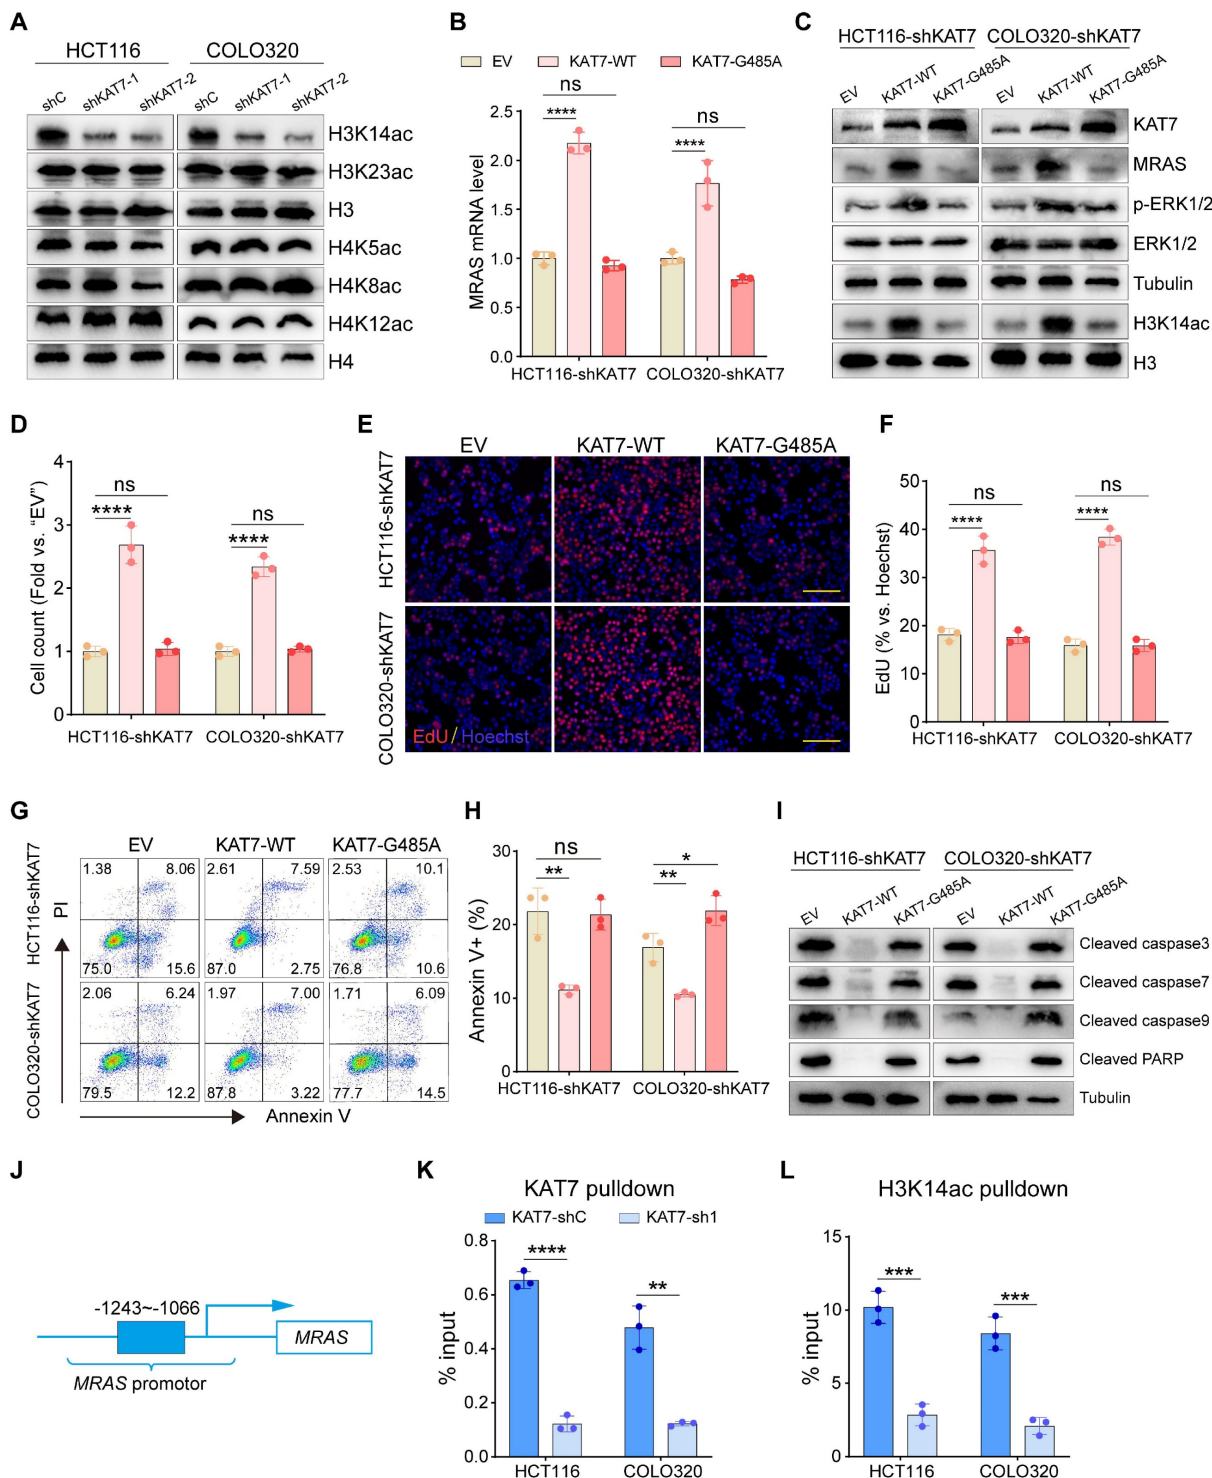 A
HCT116 COLO320
shC shKAT7-1 shKAT7-2 shC shKAT7-1 shKAT7-2
H3K14ac
H3K23ac
H3
H4K5ac
H4K8ac
H4K12ac
H4
B
EV KAT7-WT KAT7-G485A
MRAS mRNA level
2.5
2.0
1.5
1.0
0.5
0.0
ns
****
ns
****
HCT116-shKAT7 COLO320-shKAT7
C
HCT116-shKAT7 COLO320-shKAT7
EV KAT7-WT KAT7-G485A EV KAT7-WT KAT7-G485A
KAT7
MRAS
p-ERK1/2
ERK1/2
Tubulin
H3K14ac
H3
D
Cell count (Fold vs. “EV”)
4
3
2
1
0
ns
****
ns
****
HCT116-shKAT7 COLO320-shKAT7
E
EV KAT7-WT KAT7-G485A
HCT116-shKAT7
COLO320-shKAT7
EdU/Hoechst
F
EdU (% vs. Hoechst)
50
40
30
20
10
0
ns
****
ns
****
HCT116-shKAT7 COLO320-shKAT7
G
EV KAT7-WT KAT7-G485A
HCT116-shKAT7
COLO320-shKAT7
PI
1.38 8.06 2.61 7.59 2.53 10.1
75.0 15.6 87.0 2.75 76.8 10.6
2.06 6.24 1.97 7.00 1.71 6.09
79.5 12.2 87.8 3.22 77.7 14.5
Annexin V
H
Annexin V+ (%)
30
20
10
0
ns
**
*
**
HCT116-shKAT7 COLO320-shKAT7
I
HCT116-shKAT7 COLO320-shKAT7
EV KAT7-WT KAT7-G485A EV KAT7-WT KAT7-G485A
Cleaved caspase3
Cleaved caspase7
Cleaved caspase9
Cleaved PARP
Tubulin
J
-1243~-1066
MRAS
MRAS promotor
K
KAT7 pulldown
KAT7-shC KAT7-sh1
% input
0.8
0.6
0.4
0.2
0.0
****
**
HCT116 COLO320
L
H3K14ac pulldown
% input
15
10
5
0
***
***
HCT116 COLO320